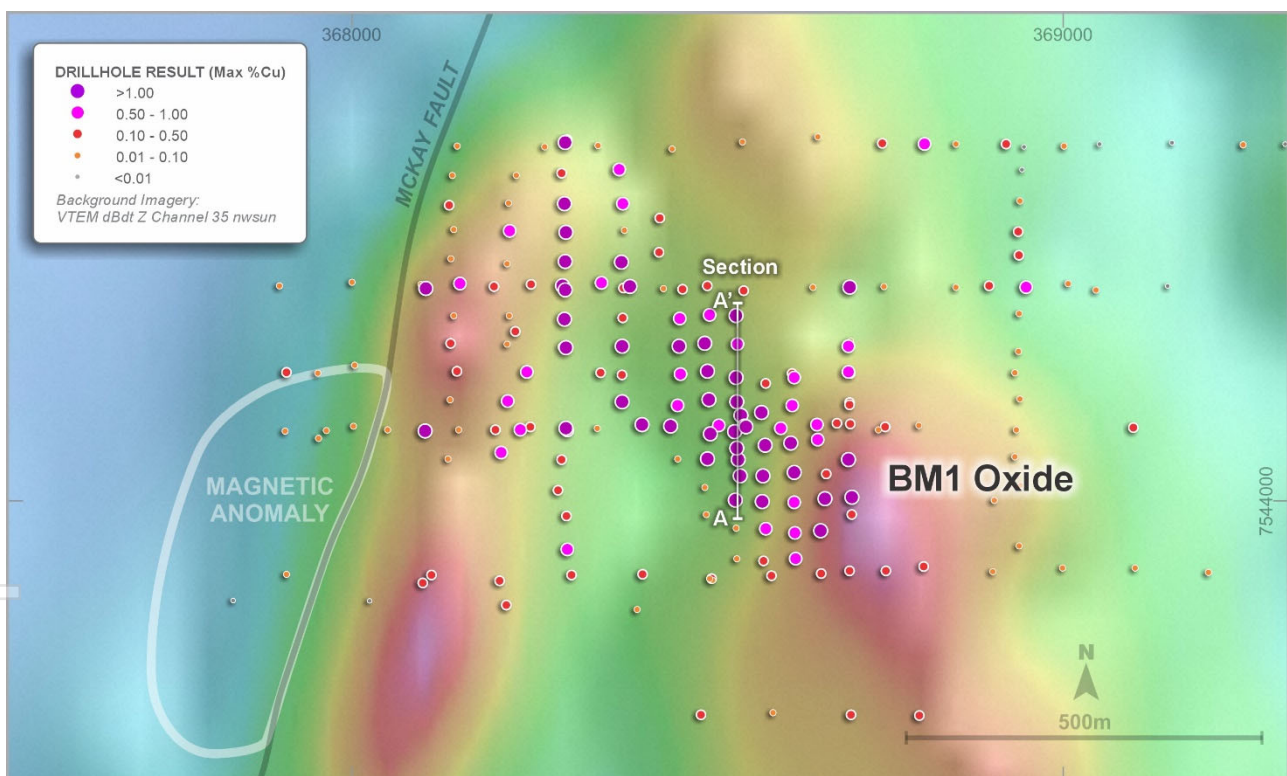 368000
369000
DRILLHOLE RESULT (Max %Cu)
>1.00
0.50 - 1.00
0.10 - 0.50
0.01 - 0.10
<0.01
Background Imagery:
VTEM dBdt Z Channel 35 nwsun
MCKAY FAULT
Section
A'
MAGNETIC
ANOMALY
BM1 Oxide
7544000
A
N
500m